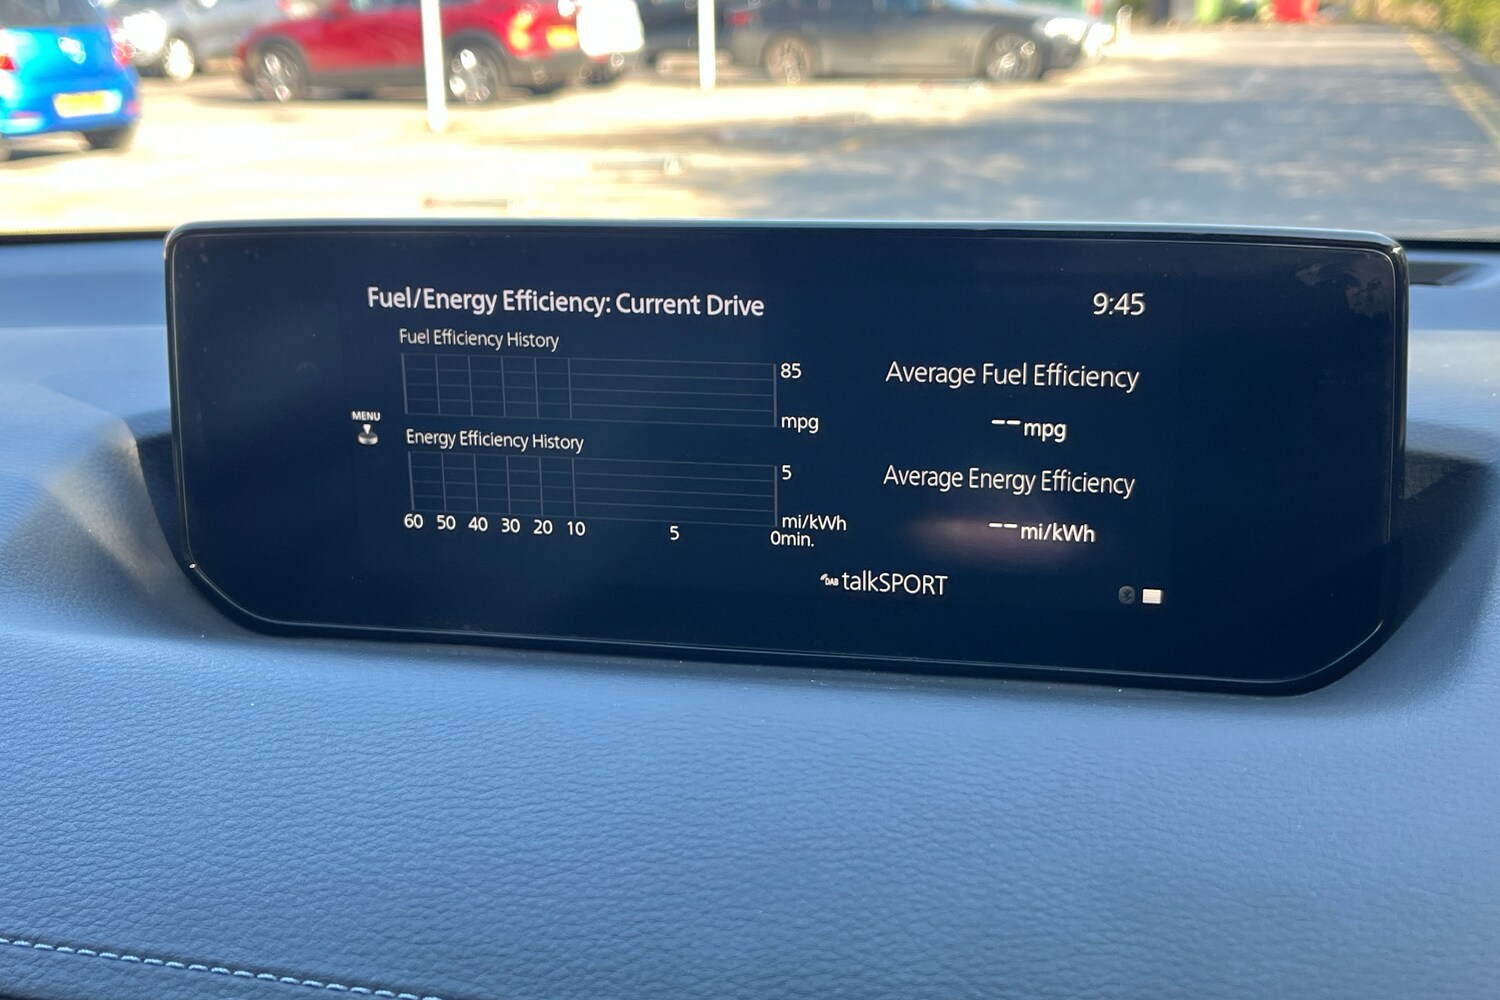 Fuel/Energy Efficiency: Current Drive
9:45
Fuel Efficiency History
85
mpg
MENU
Energy Efficiency History
5
mi/kWh
60 50 40 30 20 10 5 0min.
Average Fuel Efficiency
--mpg
Average Energy Efficiency
--mi/kWh
DAB talkSPORT